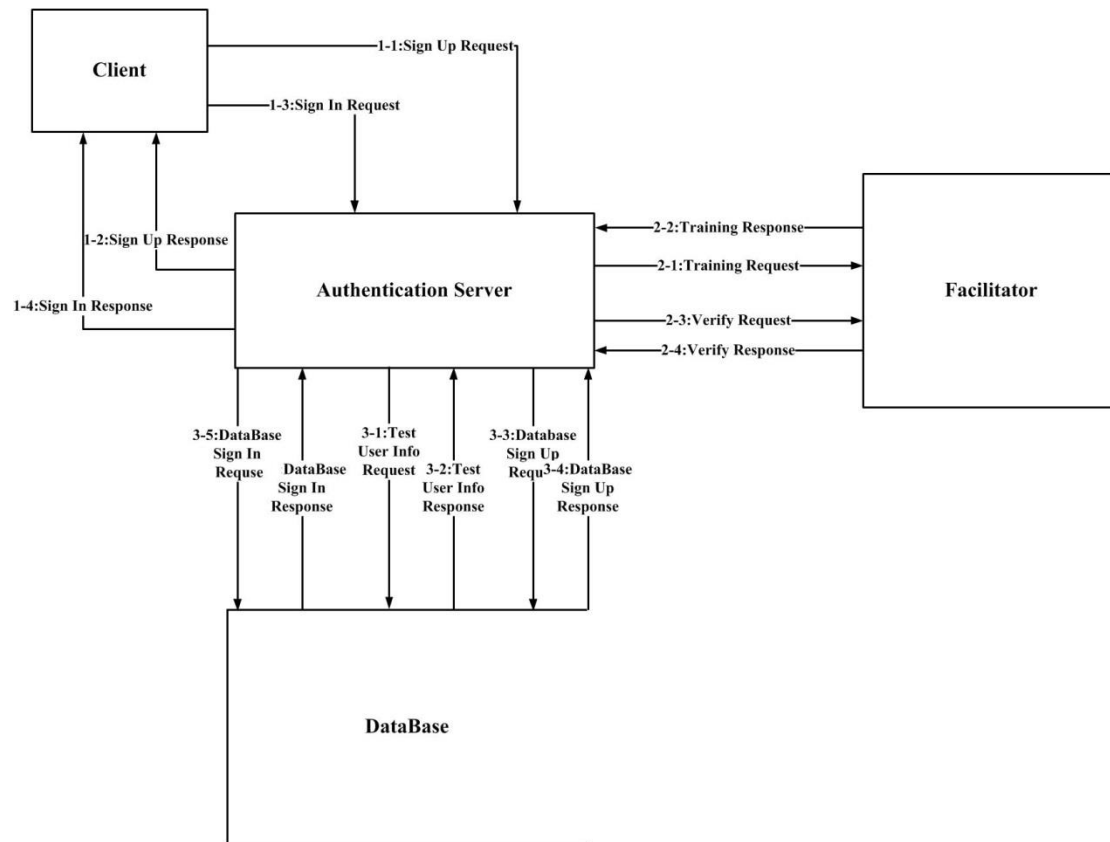 1-1:Sign Up Request
Client
1-3:Sign In Request
2-2:Training Response
1-2:Sign Up Response
2-1:Training Request
Authentication Server
Facilitator
1-4:Sign In Response
2-3:Verify Request
2-4:Verify Response
3-5:DataBase
Sign In
Requse
DataBase
Sign In
Response
3-1:Test
User Info
Request
3-2:Test
User Info
Response
3-3:Database
Sign Up
Requ
3-4:DataBase
Sign Up
Response
DataBase